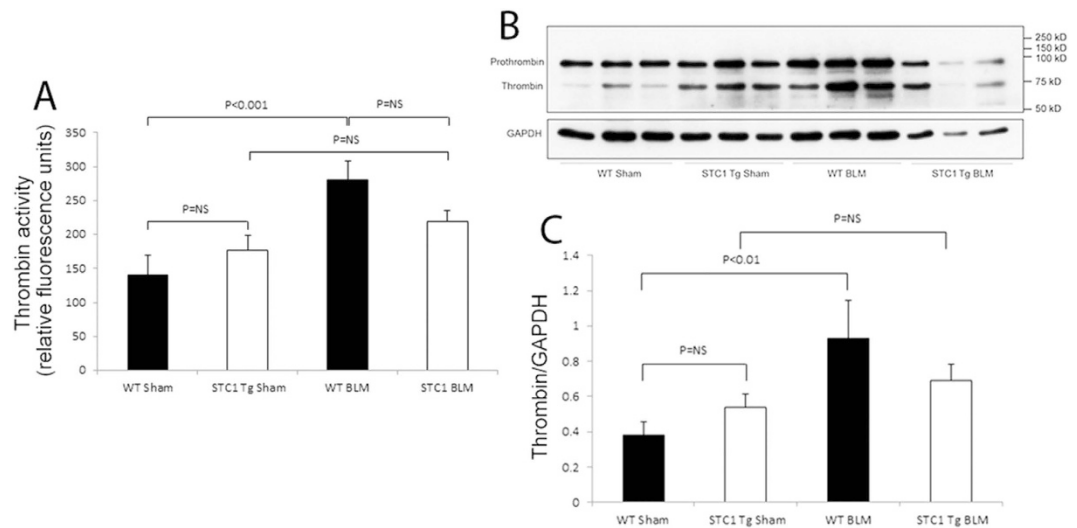 A
P<0.001
P=NS
P=NS
P=NS
Thrombin activity
(relative fluorescence units)
350
300
250
200
150
100
50
0
WT Sham
STC1 Tg Sham
WT BLM
STC1 BLM
B
250 kD
150 kD
100 kD
75 kD
50 kD
Prothrombin
Thrombin
GAPDH
WT Sham
STC1 Tg Sham
WT BLM
STC1 Tg BLM
C
P=NS
P<0.01
P=NS
Thrombin/GAPDH
1.4
1.2
1
0.8
0.6
0.4
0.2
0
WT Sham
STC1 Tg Sham
WT BLM
STC1 Tg BLM